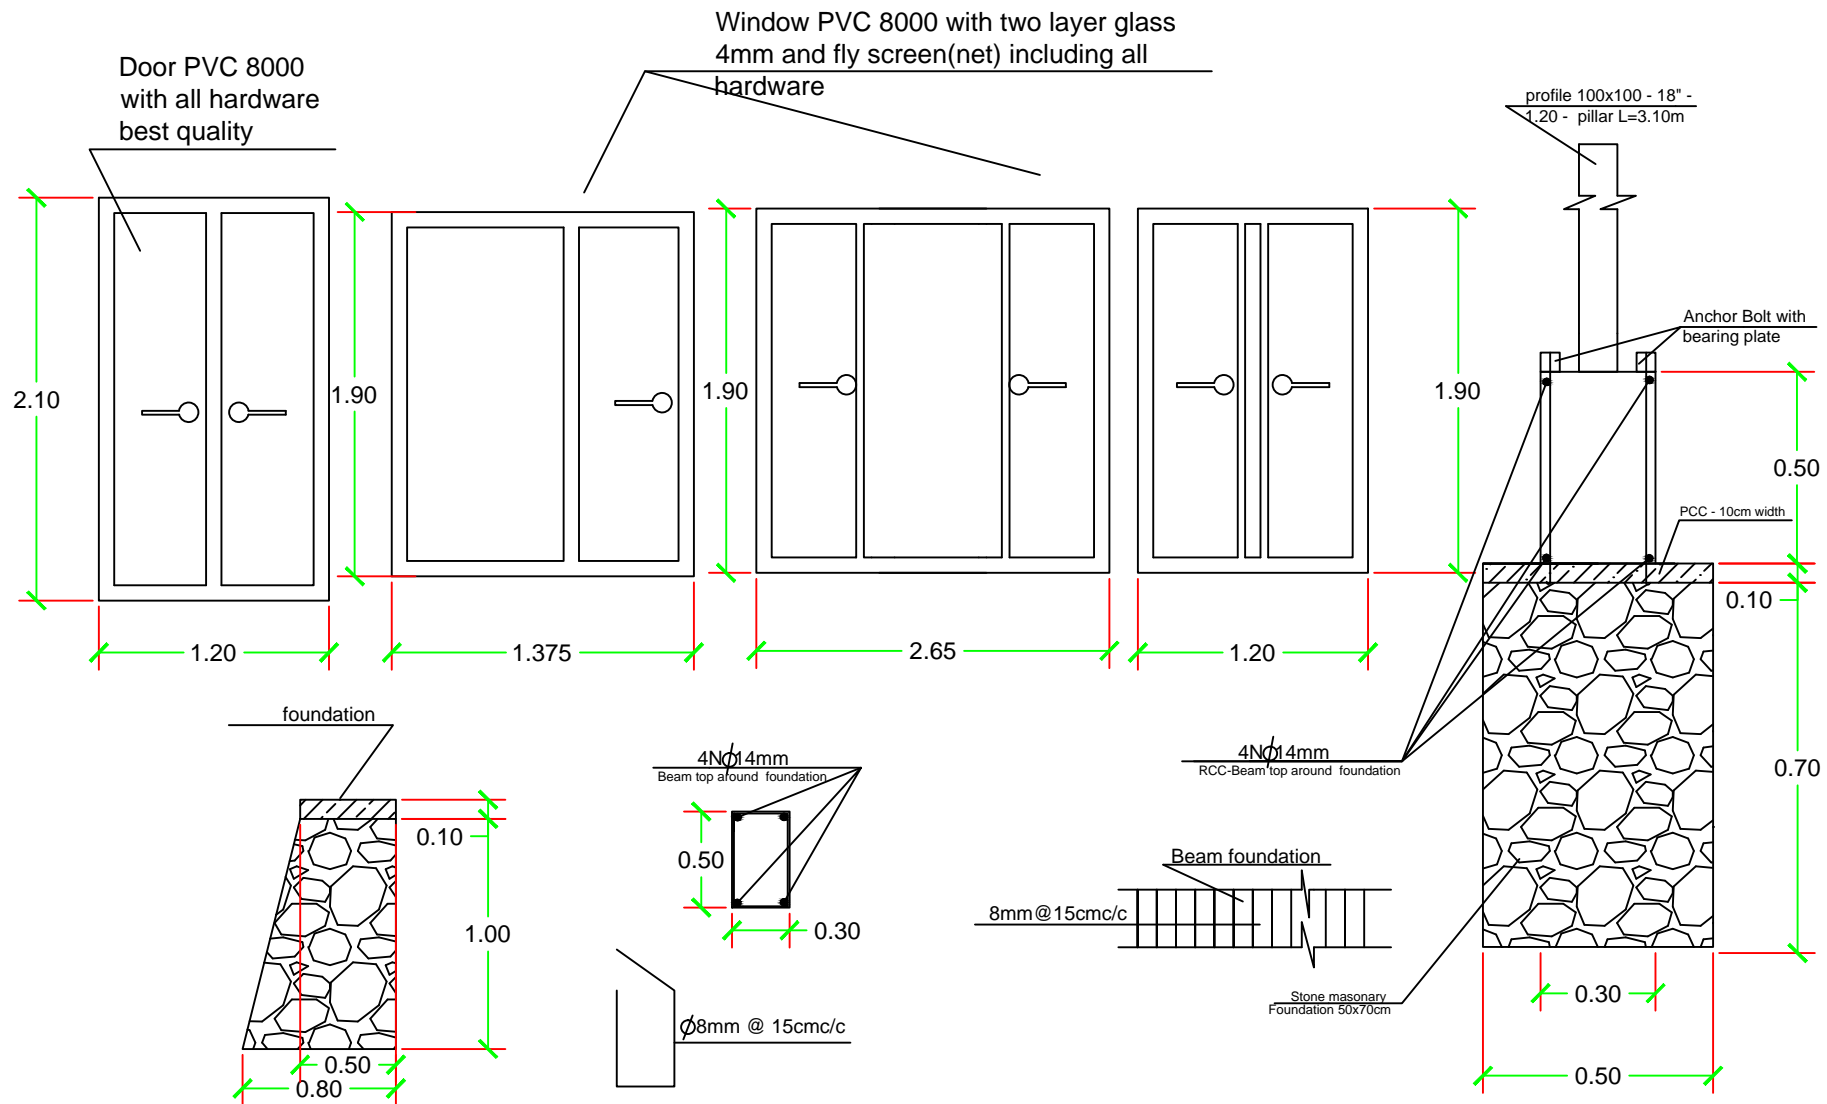 Window PVC 8000 with two layer glass
4mm and fly screen(net) including all
hardware
Door PVC 8000
with all hardware
best quality
profile 100x100 - 18" -
1.20 - pillar L=3.10m
Anchor Bolt with
bearing plate
2.10
1.90
1.90
1.90
0.50
PCC - 10cm width
0.10
1.20
1.375
2.65
1.20
foundation
4Nϕ14mm
Beam top around foundation
4Nϕ14mm
RCC-Beam top around foundation
0.70
0.10
0.50
Beam foundation
8mm@15cmc/c
1.00
0.30
Stone masonary
Foundation 50x70cm
0.30
ϕ8mm @ 15cmc/c
0.50
0.80
0.50